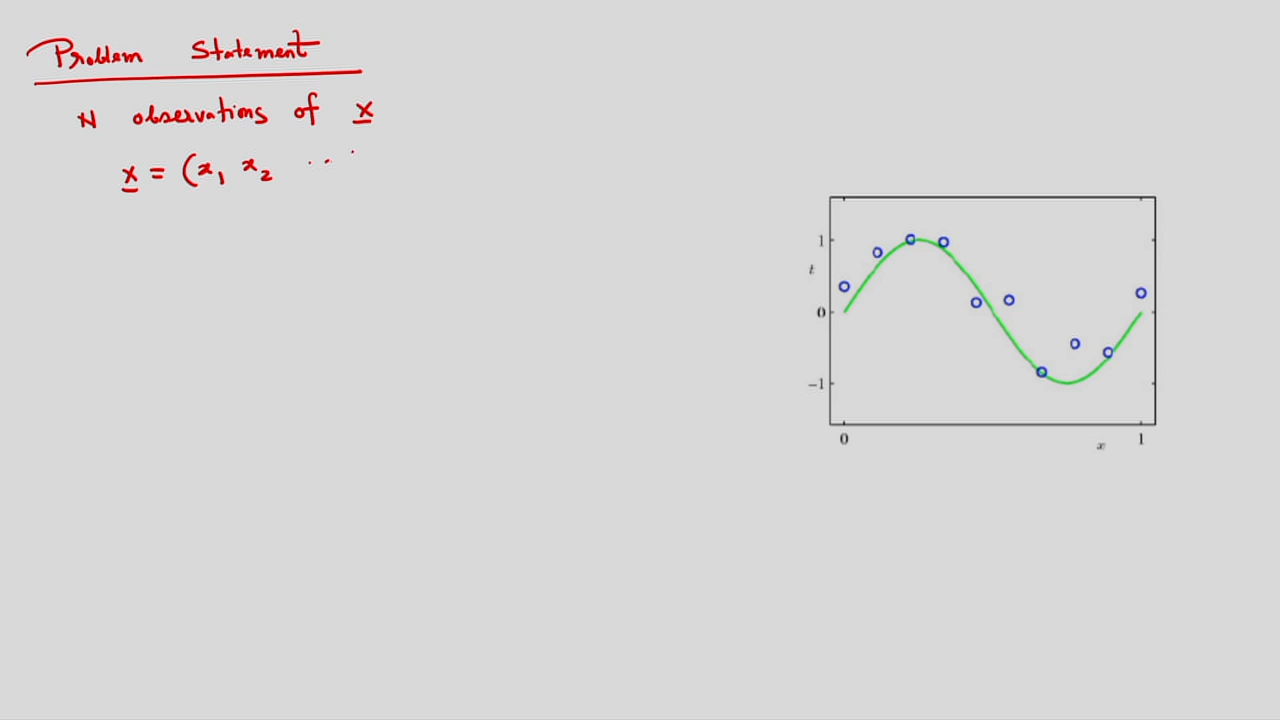 Problem Statement
N observations of x
x = (x₁ x₂ ...
1
t
0
−1
0
1
x